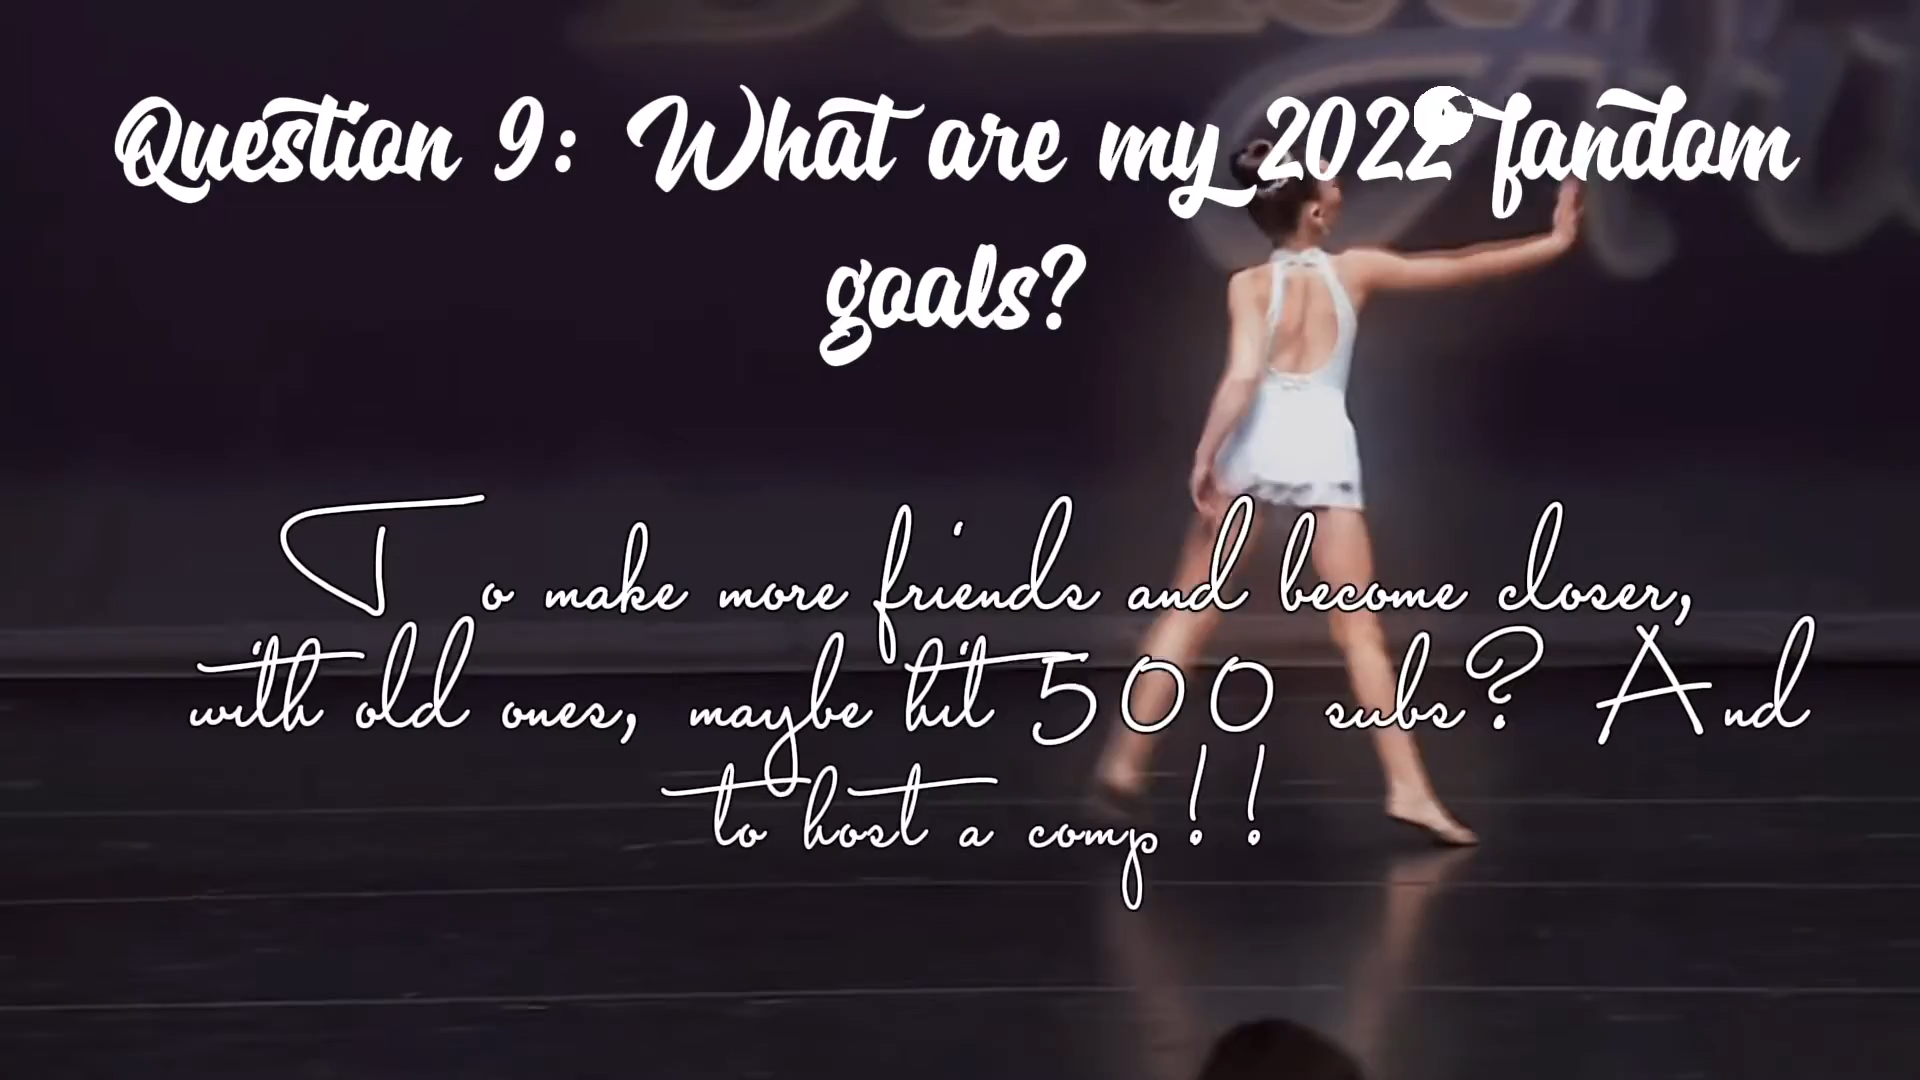 Question 9: What are my 2022 fandom
goals?
To make more friends and become closer,
with old ones, maybe hit 500 subs? And
to host a comp!!